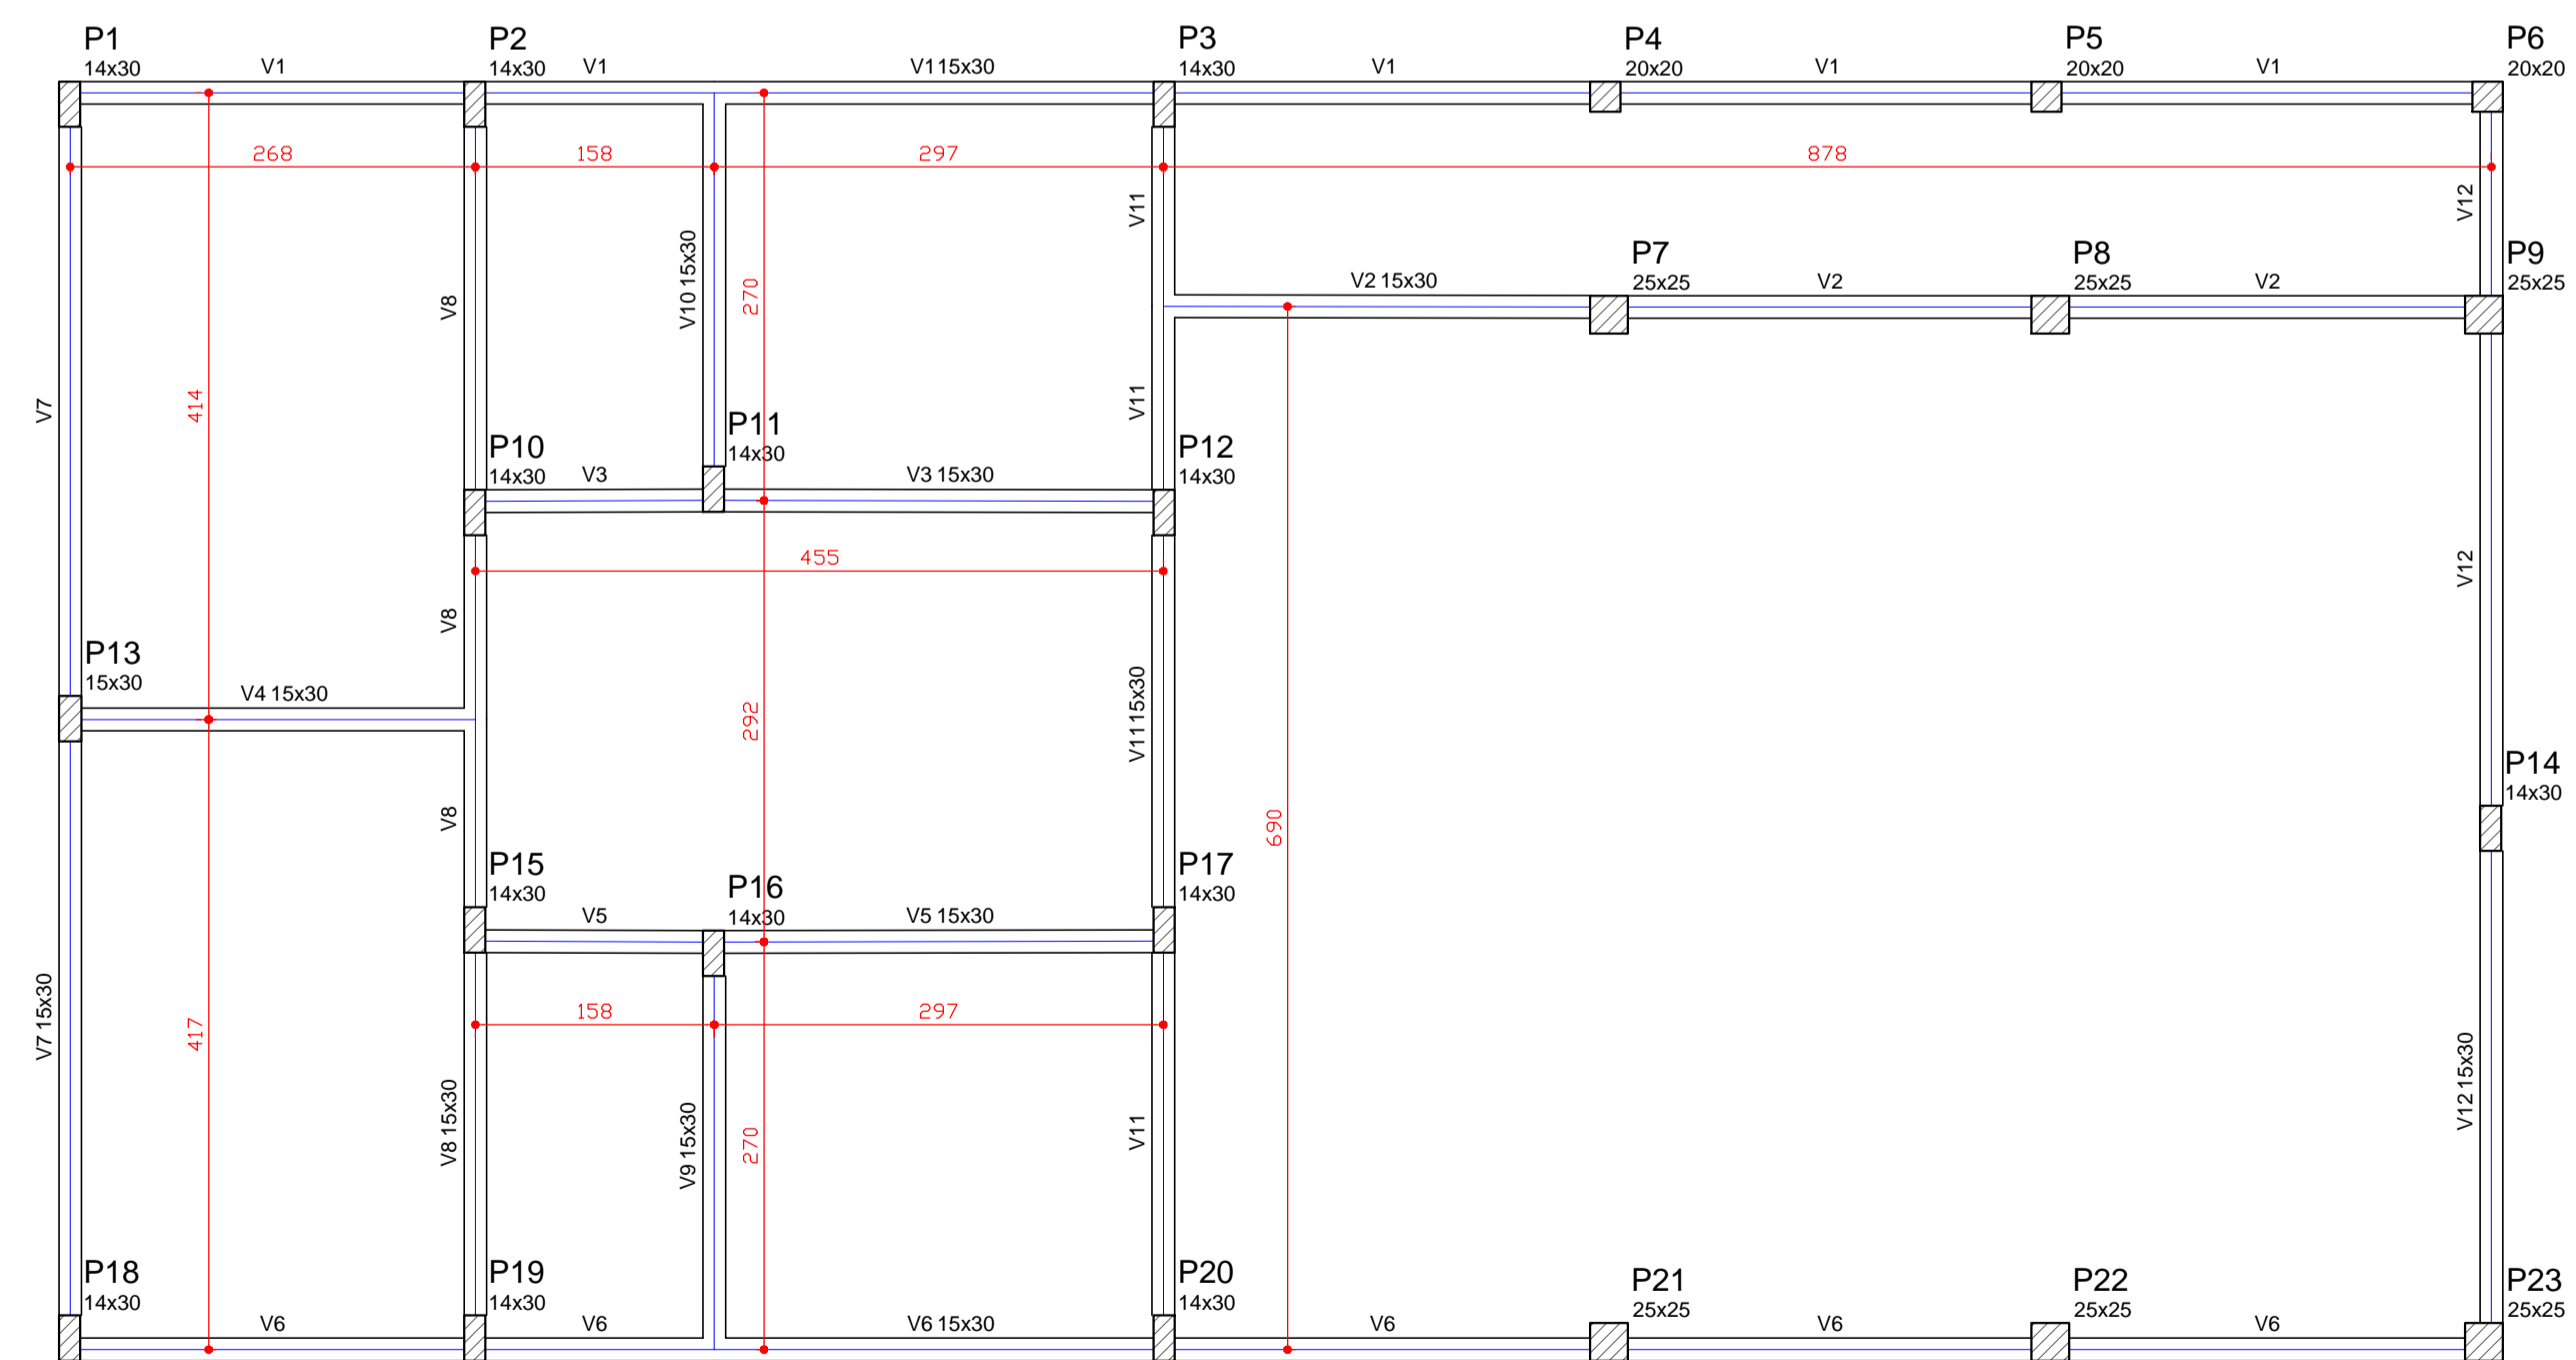 P1
14x30
V1
P2
14x30
V1
V1 15x30
P3
14x30
V1
P4
20x20
V1
P5
20x20
V1
P6
20x20
268
158
297
878
V11
V12
V8
V10 15x30
270
V2 15x30
P7
25x25
V2
P8
25x25
V2
P9
25x25
V7
414
V11
P10
14x30
V3
P11
14x30
V3 15x30
P12
14x30
455
V8
V12
P13
15x30
V4 15x30
292
V11 15x30
V8
690
P14
14x30
P15
14x30
V5
P16
14x30
V5 15x30
P17
14x30
158
297
V7 15x30
417
V8 15x30
V9 15x30
270
V11
V12 15x30
P18
14x30
V6
P19
14x30
V6
V6 15x30
P20
14x30
V6
P21
25x25
V6
P22
25x25
V6
P23
25x25